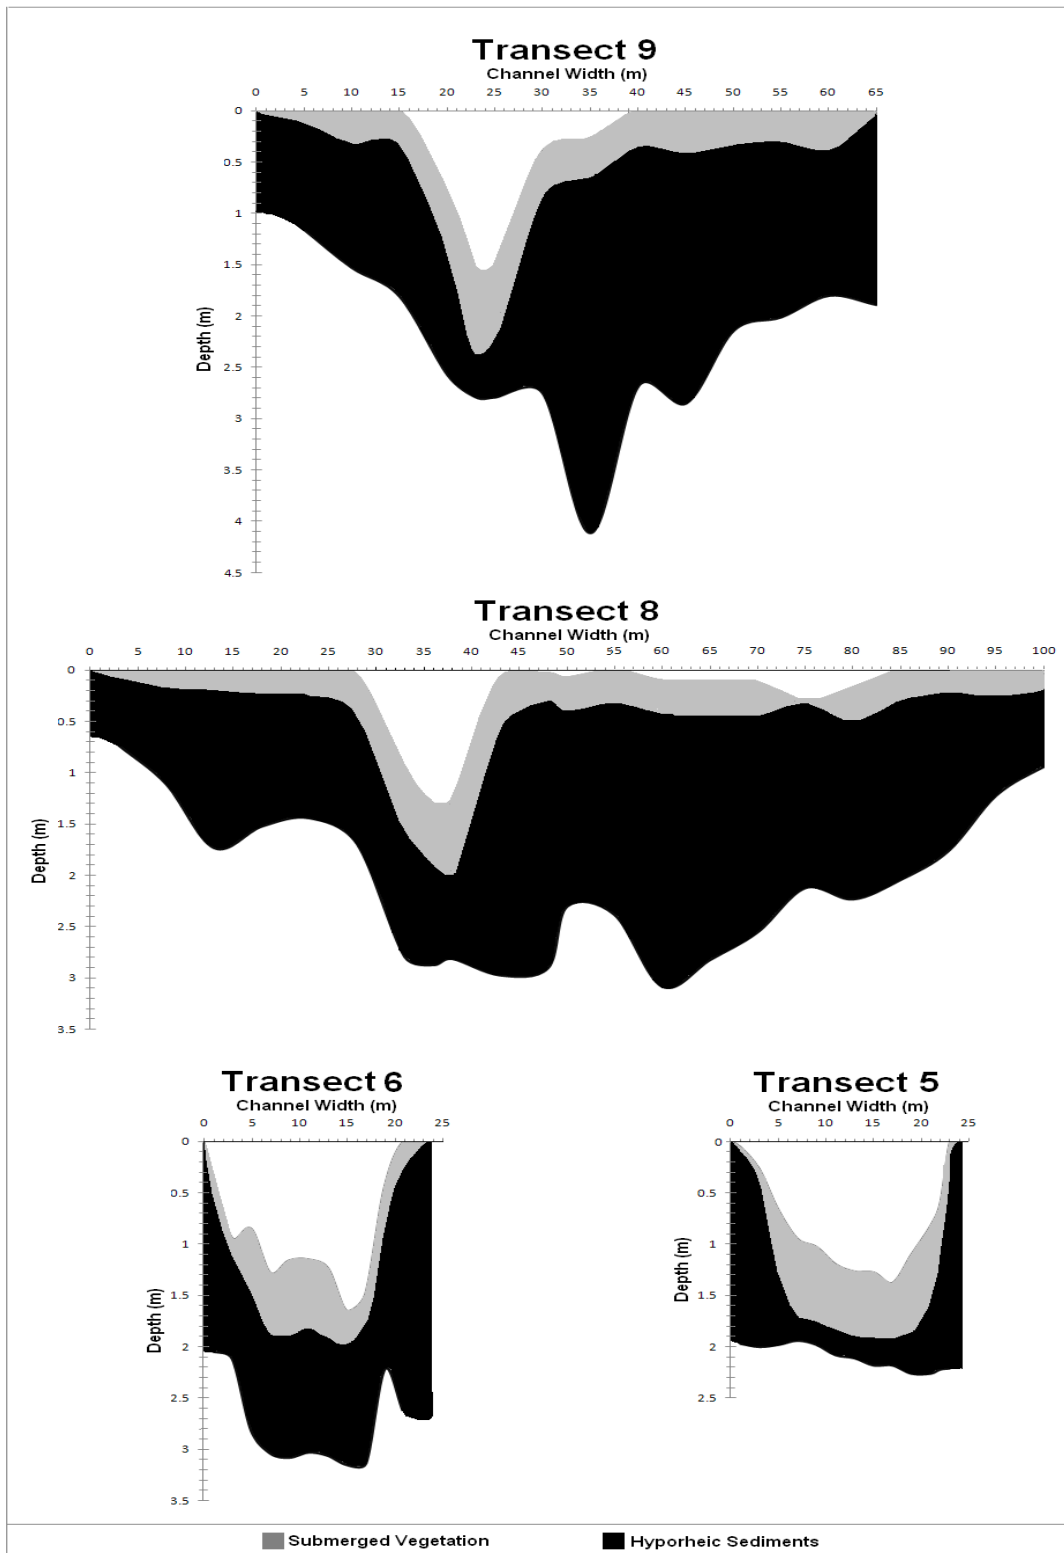 Transect 9
Channel Width (m)
0 5 10 15 20 25 30 35 40 45 50 55 60 65
0
0.5
1
1.5
2
2.5
3
3.5
4
4.5
Depth (m)
Transect 8
Channel Width (m)
0 5 10 15 20 25 30 35 40 45 50 55 60 65 70 75 80 85 90 95 100
0
0.5
1
1.5
2
2.5
3
3.5
Depth (m)
Transect 6
Channel Width (m)
0 5 10 15 20 25
0
0.5
1
1.5
2
2.5
3
3.5
Depth (m)
Transect 5
Channel Width (m)
0 5 10 15 20 25
0
0.5
1
1.5
2
2.5
Depth (m)
Submerged Vegetation
Hyporheic Sediments